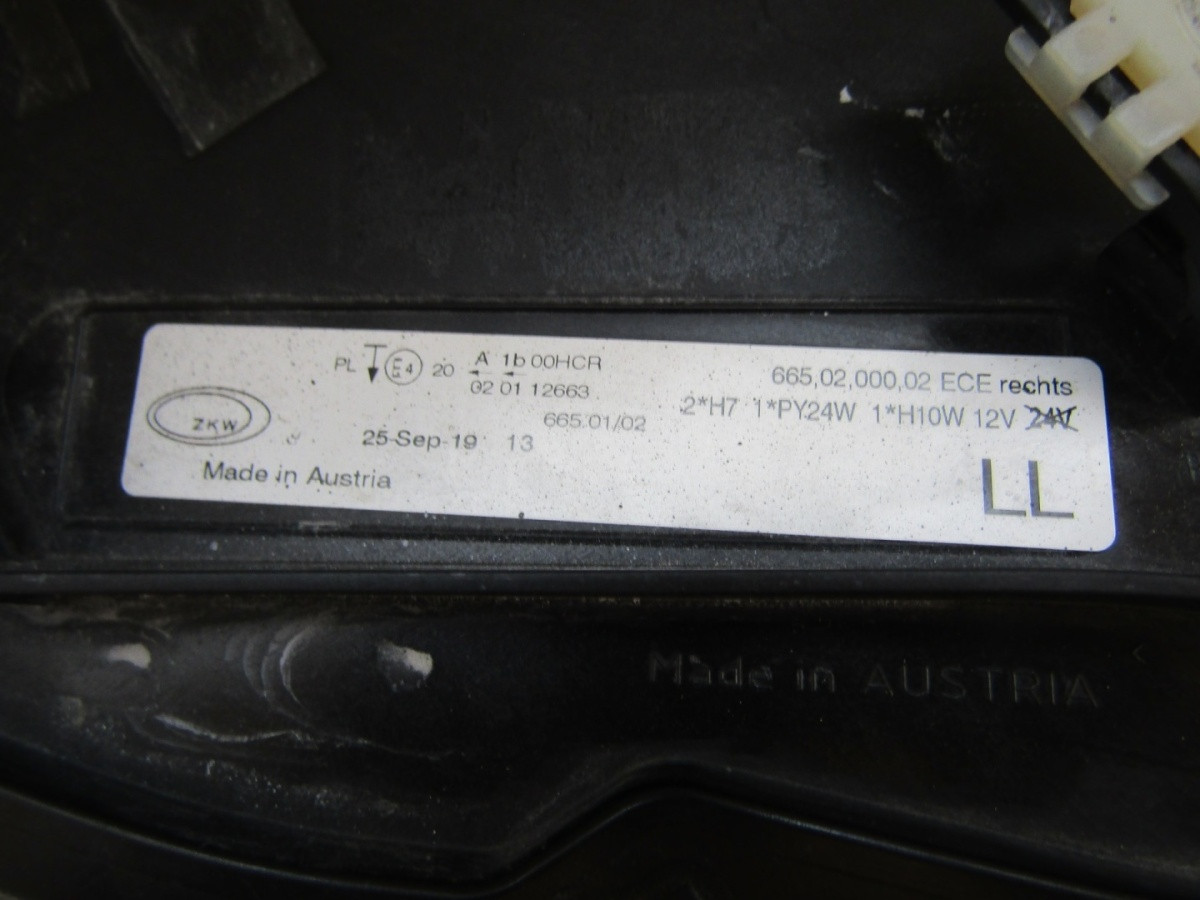 PL E4 20 A 1b 00HCR
02 01 12663
665,02,000,02 ECE rechts
2*H7 1*PY24W 1*H10W 12V 24V
ZKW
665.01/02
25-Sep-19 13
Made in Austria
LL
Made in AUSTRIA